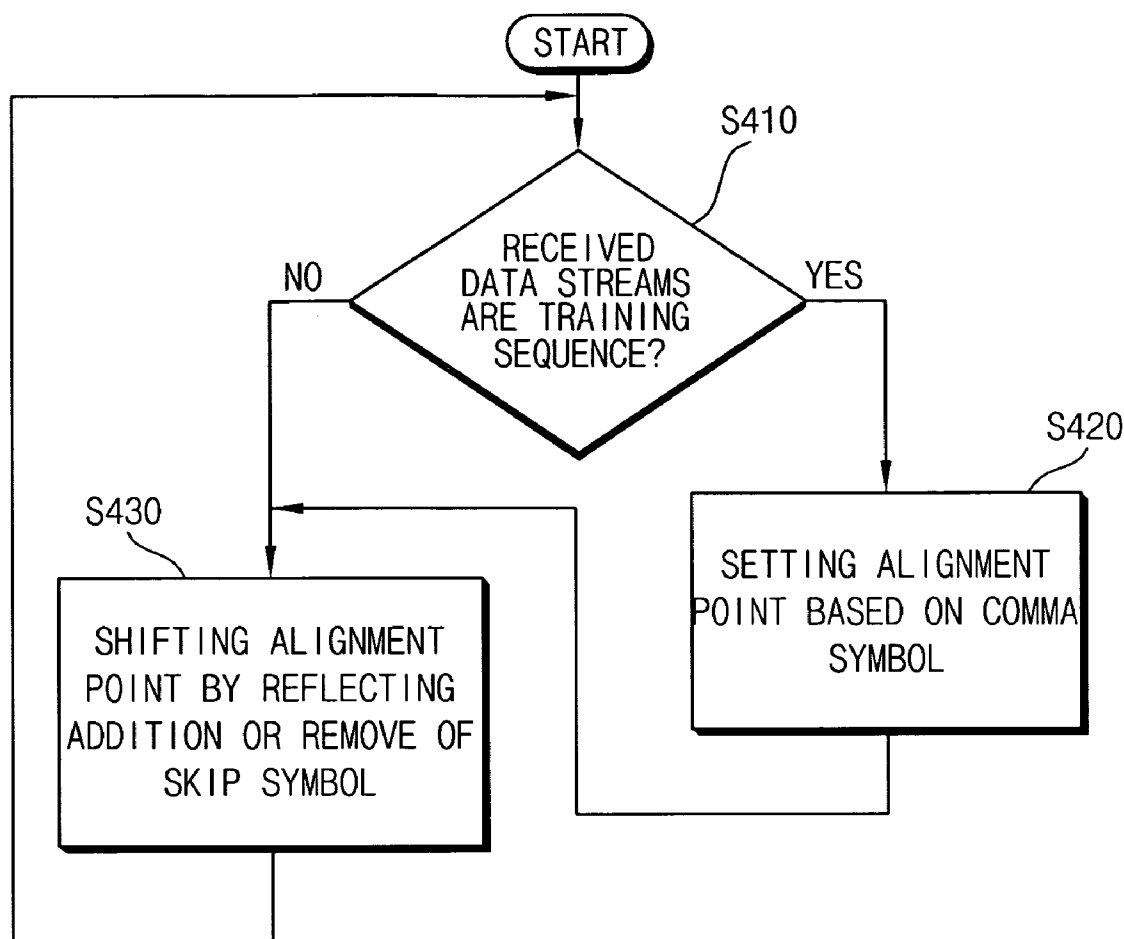 START
S410
RECEIVED
DATA STREAMS
ARE TRAINING
SEQUENCE?
NO
YES
S420
SETTING ALIGNMENT
POINT BASED ON COMMA
SYMBOL
S430
SHIFTING ALIGNMENT
POINT BY REFLECTING
ADDITION OR REMOVE OF
SKIP SYMBOL